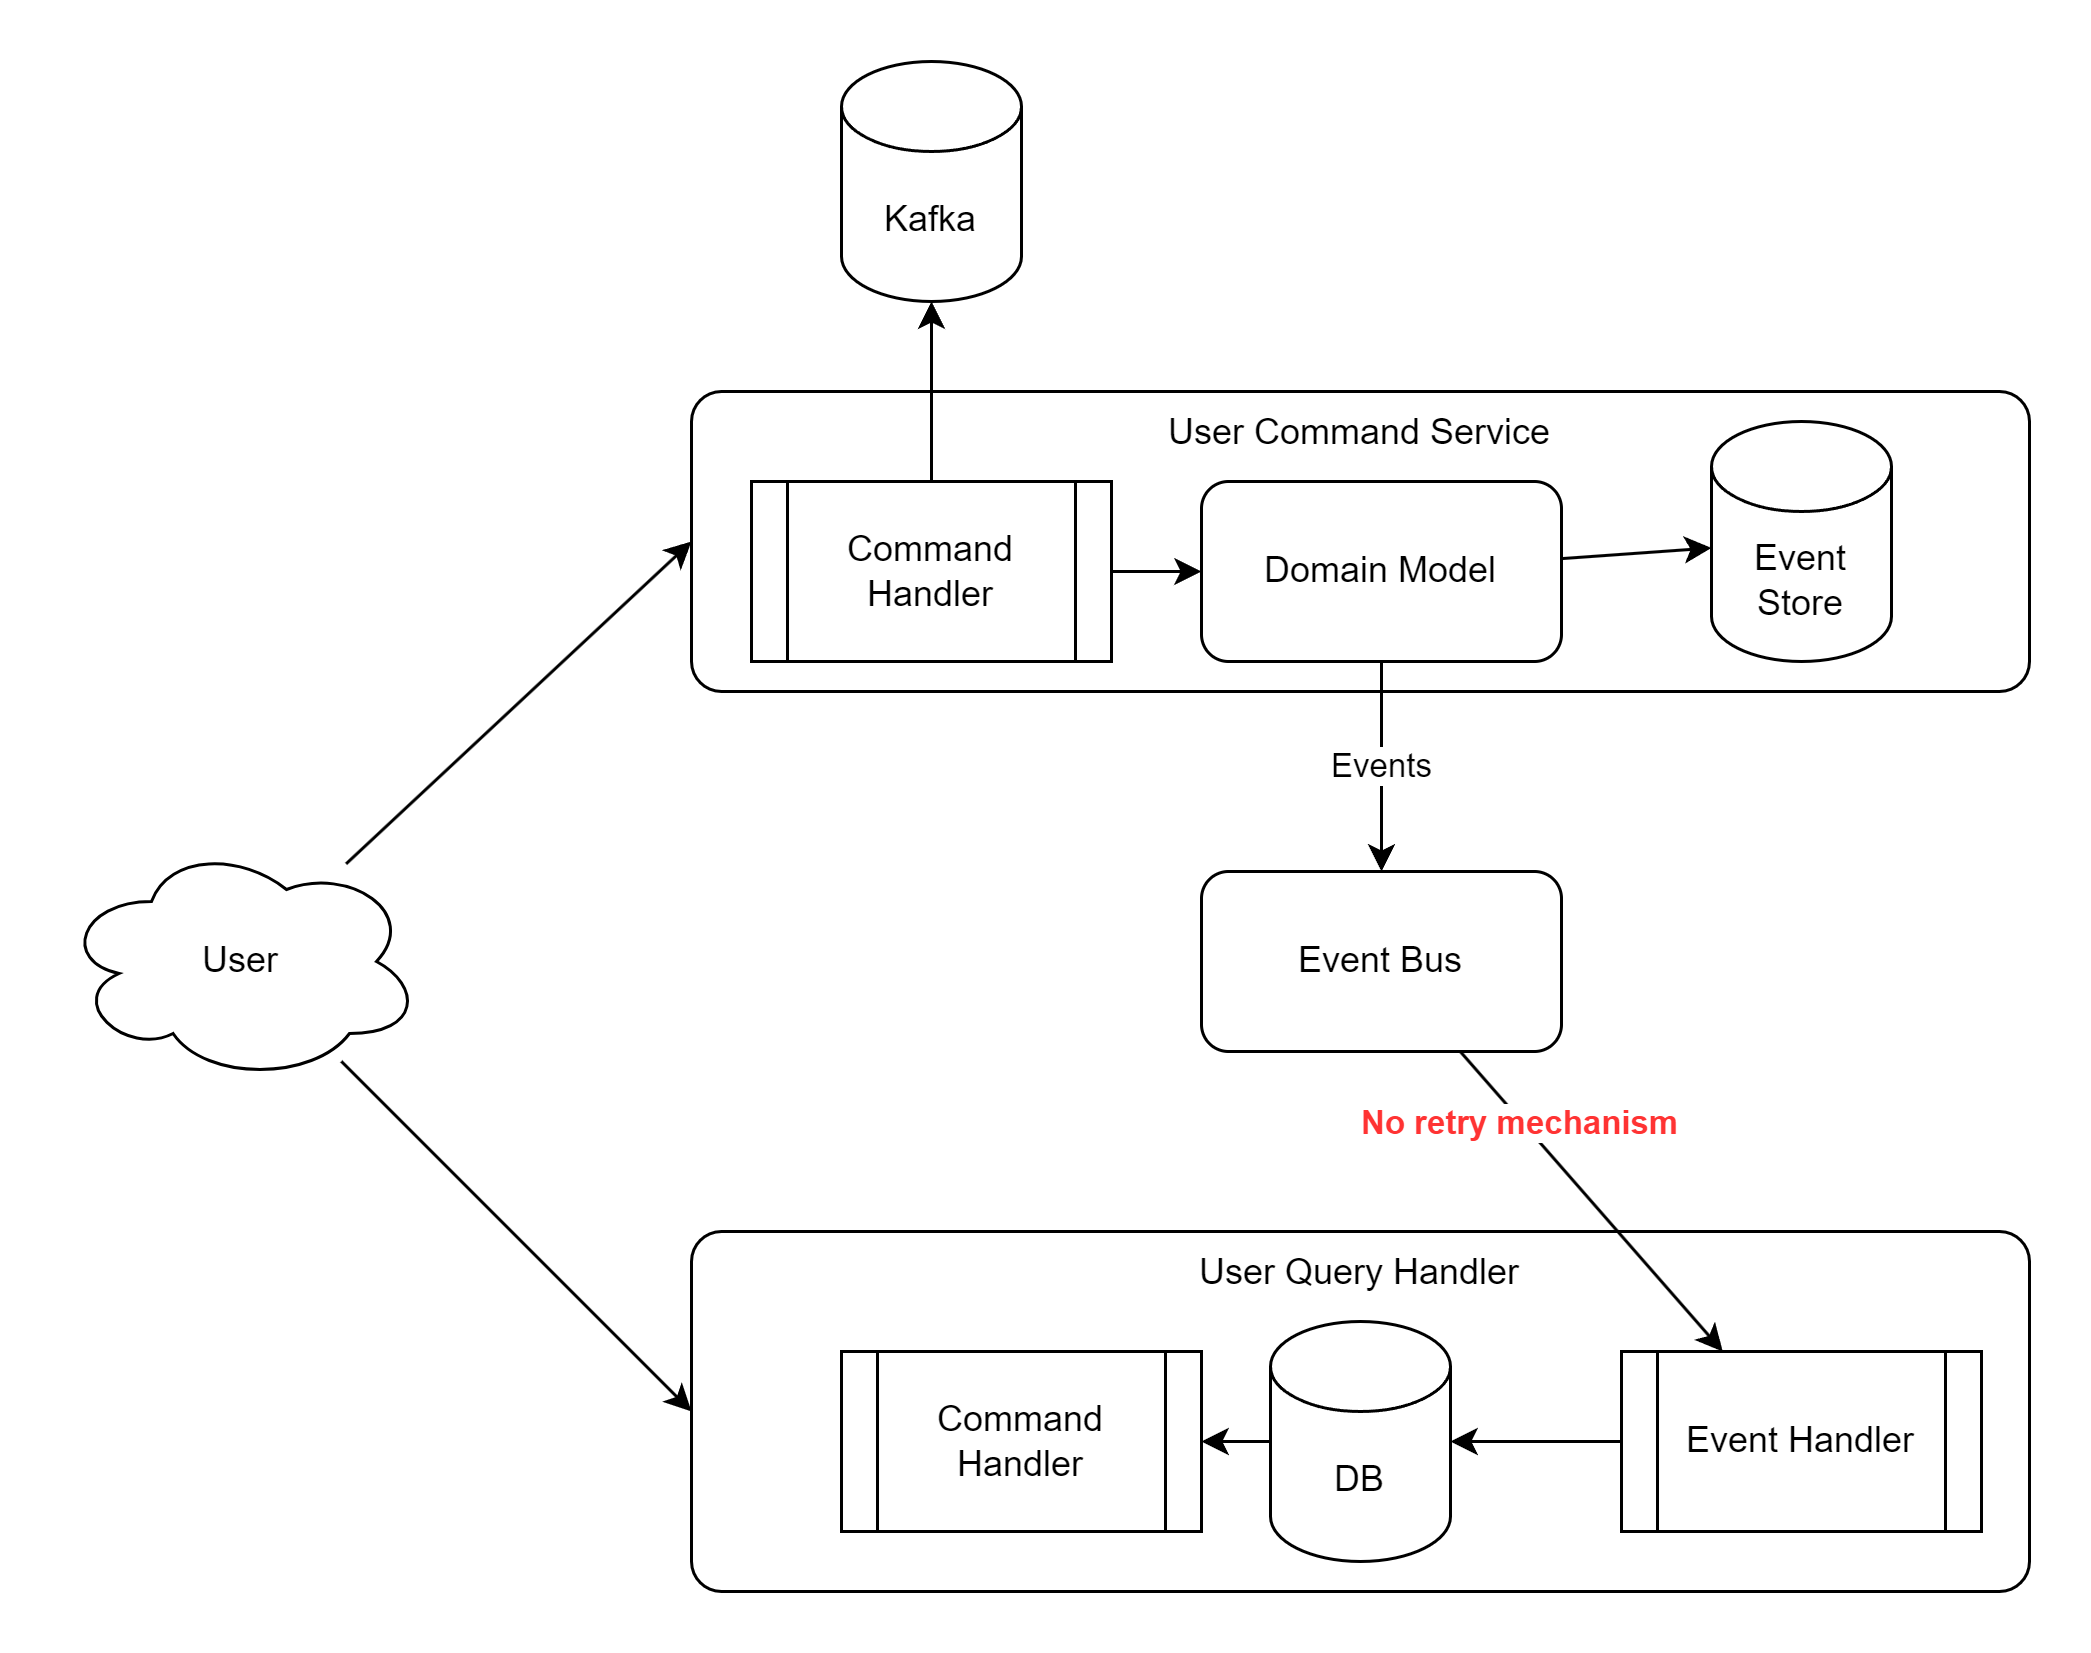 Kafka
User Command Service
Command
Handler
Domain Model
Event
Store
Events
User
Event Bus
No retry mechanism
User Query Handler
Command
Handler
DB
Event Handler